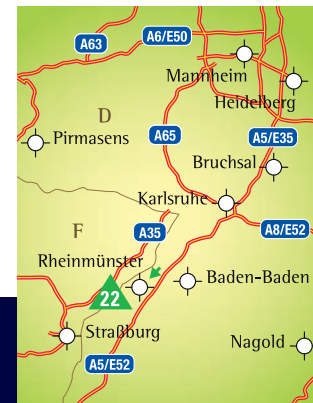 A6/E50
A63
Mannheim
Heidelberg
D
Pirmasens
A65
A5/E35
Bruchsal
Karlsruhe
F
A35
A8/E52
Rheinmünster
Baden-Baden
22
Straßburg
Nagold
A5/E52